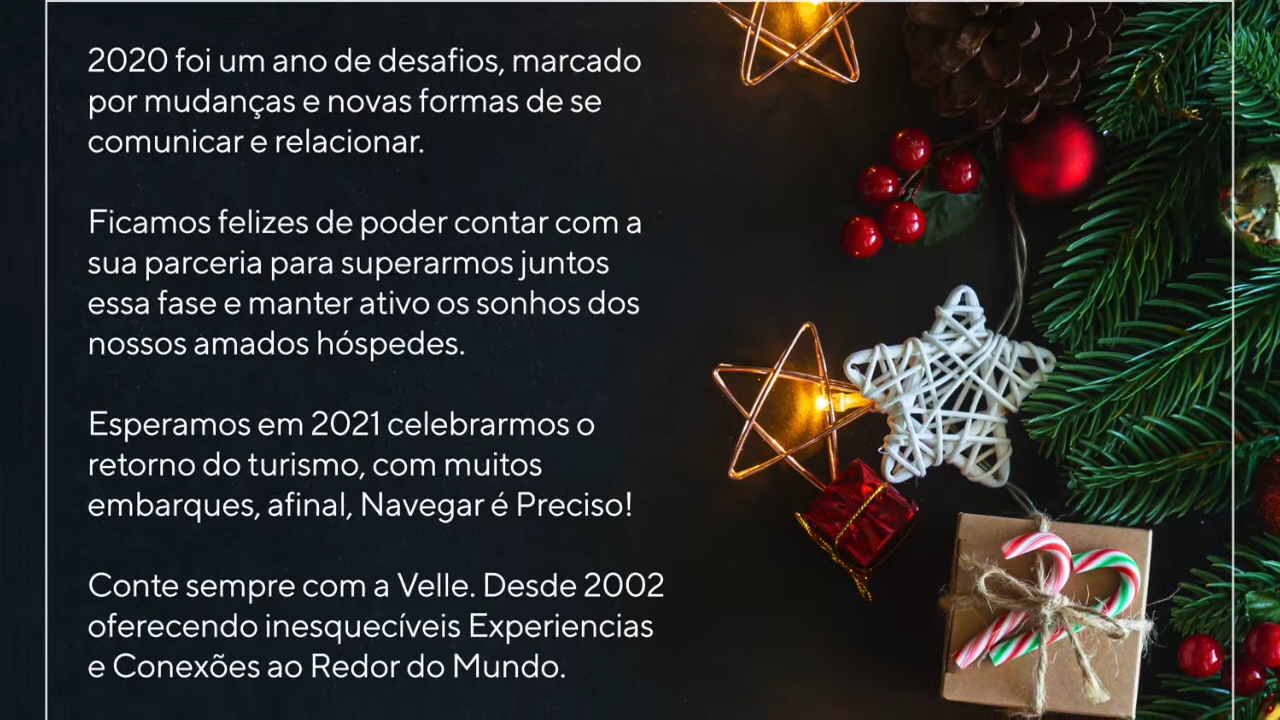 2020 foi um ano de desafios, marcado
por mudanças e novas formas de se
comunicar e relacionar.
Ficamos felizes de poder contar com a
sua parceria para superarmos juntos
essa fase e manter ativo os sonhos dos
nossos amados hóspedes.
Esperamos em 2021 celebrarmos o
retorno do turismo, com muitos
embarques, afinal, Navegar é Preciso!
Conte sempre com a Velle. Desde 2002
oferecendo inesquecíveis Experiencias
e Conexões ao Redor do Mundo.